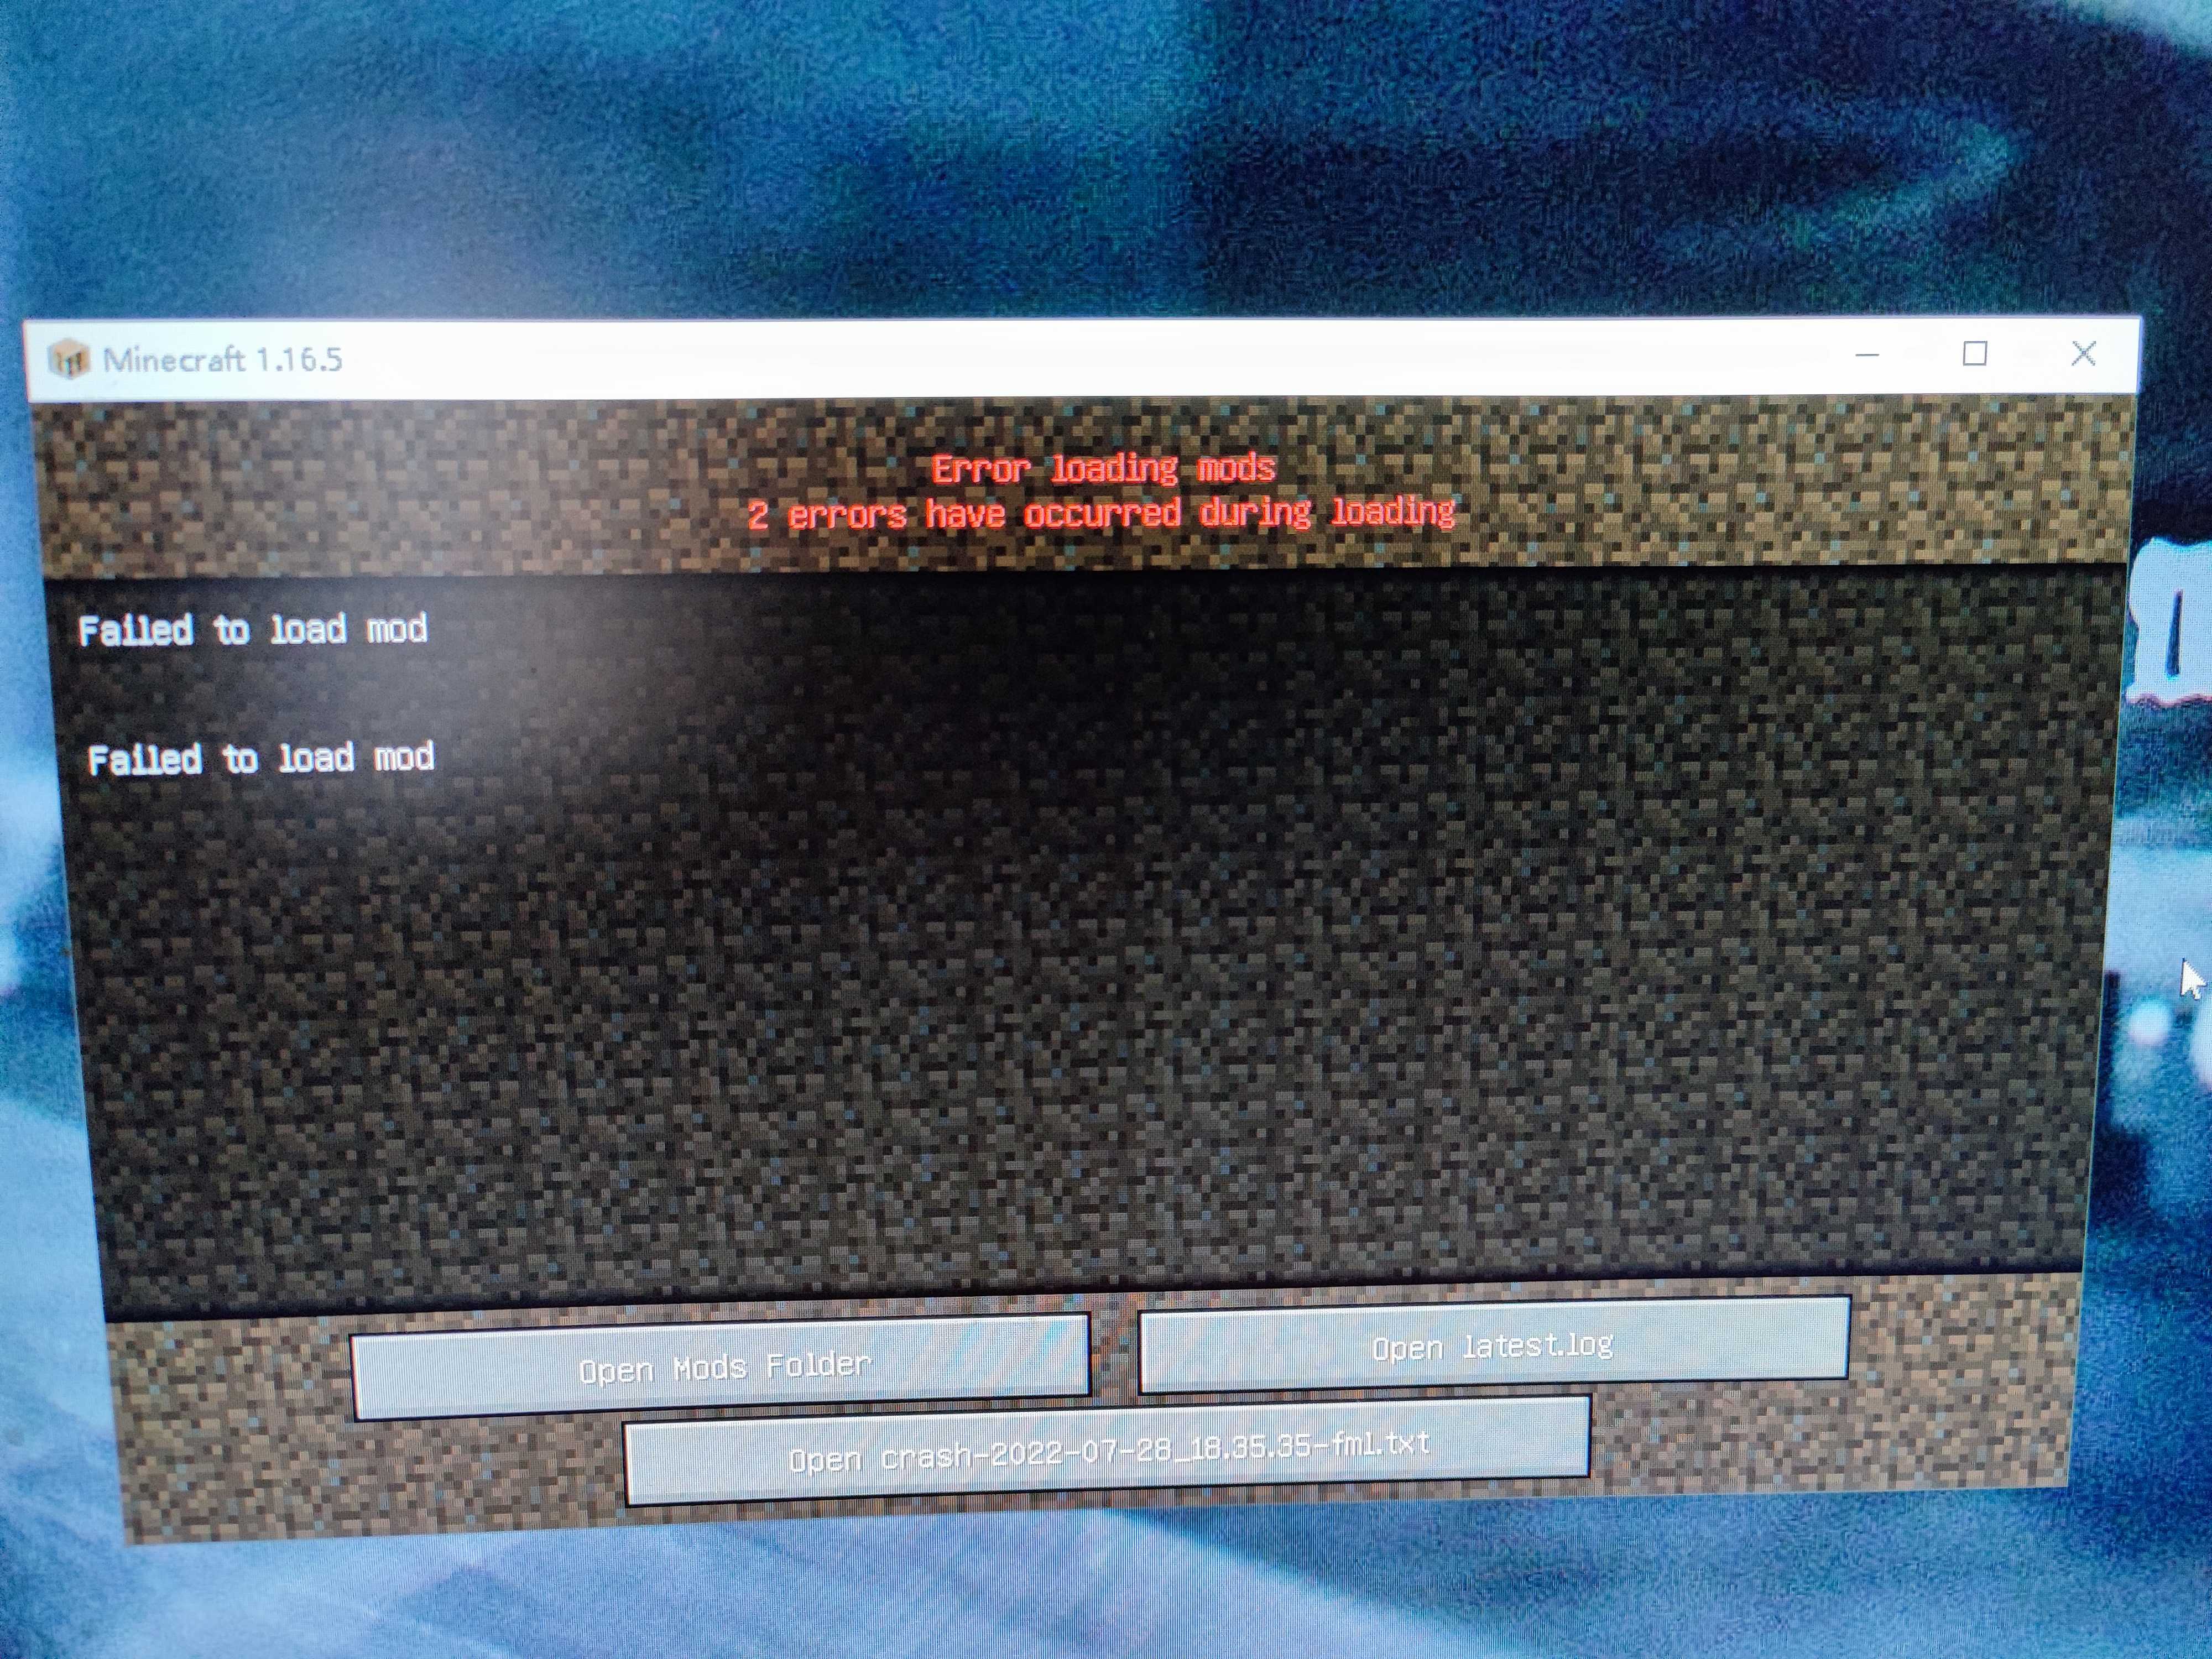 Minecraft 1.16.5
Error loading mods
2 errors have occurred during loading
Failed to load mod
Failed to load mod
Open Mods Folder
Open latest.log
Open crash-2022-07-28_18.35.35-fml.txt